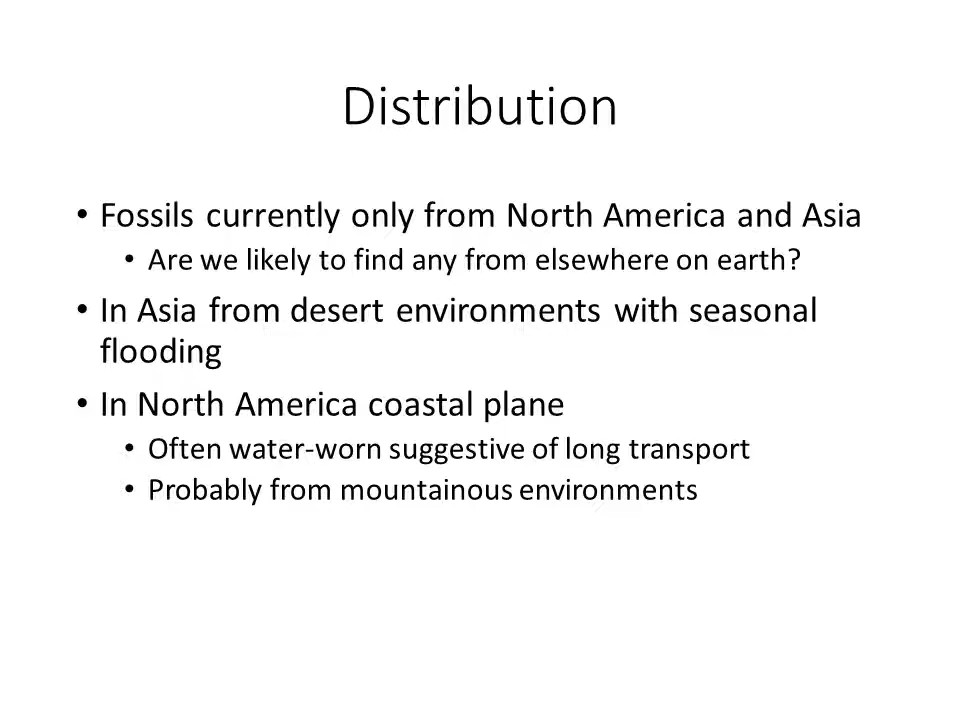 Distribution
• Fossils currently only from North America and Asia
• Are we likely to find any from elsewhere on earth?
• In Asia from desert environments with seasonal
flooding
• In North America coastal plane
• Often water-worn suggestive of long transport
• Probably from mountainous environments